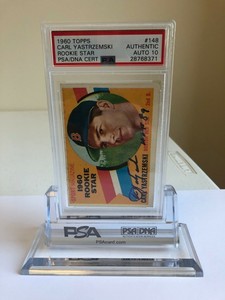 1960 TOPPS #148
CARL YASTRZEMSKI AUTHENTIC
ROOKIE STAR AUTO 10
PSA/DNA CERT 28768371
1960
ROOKIE
STAR
CARL YASTRZEMSKI
PSA PSA/DNA
PSAcard.com